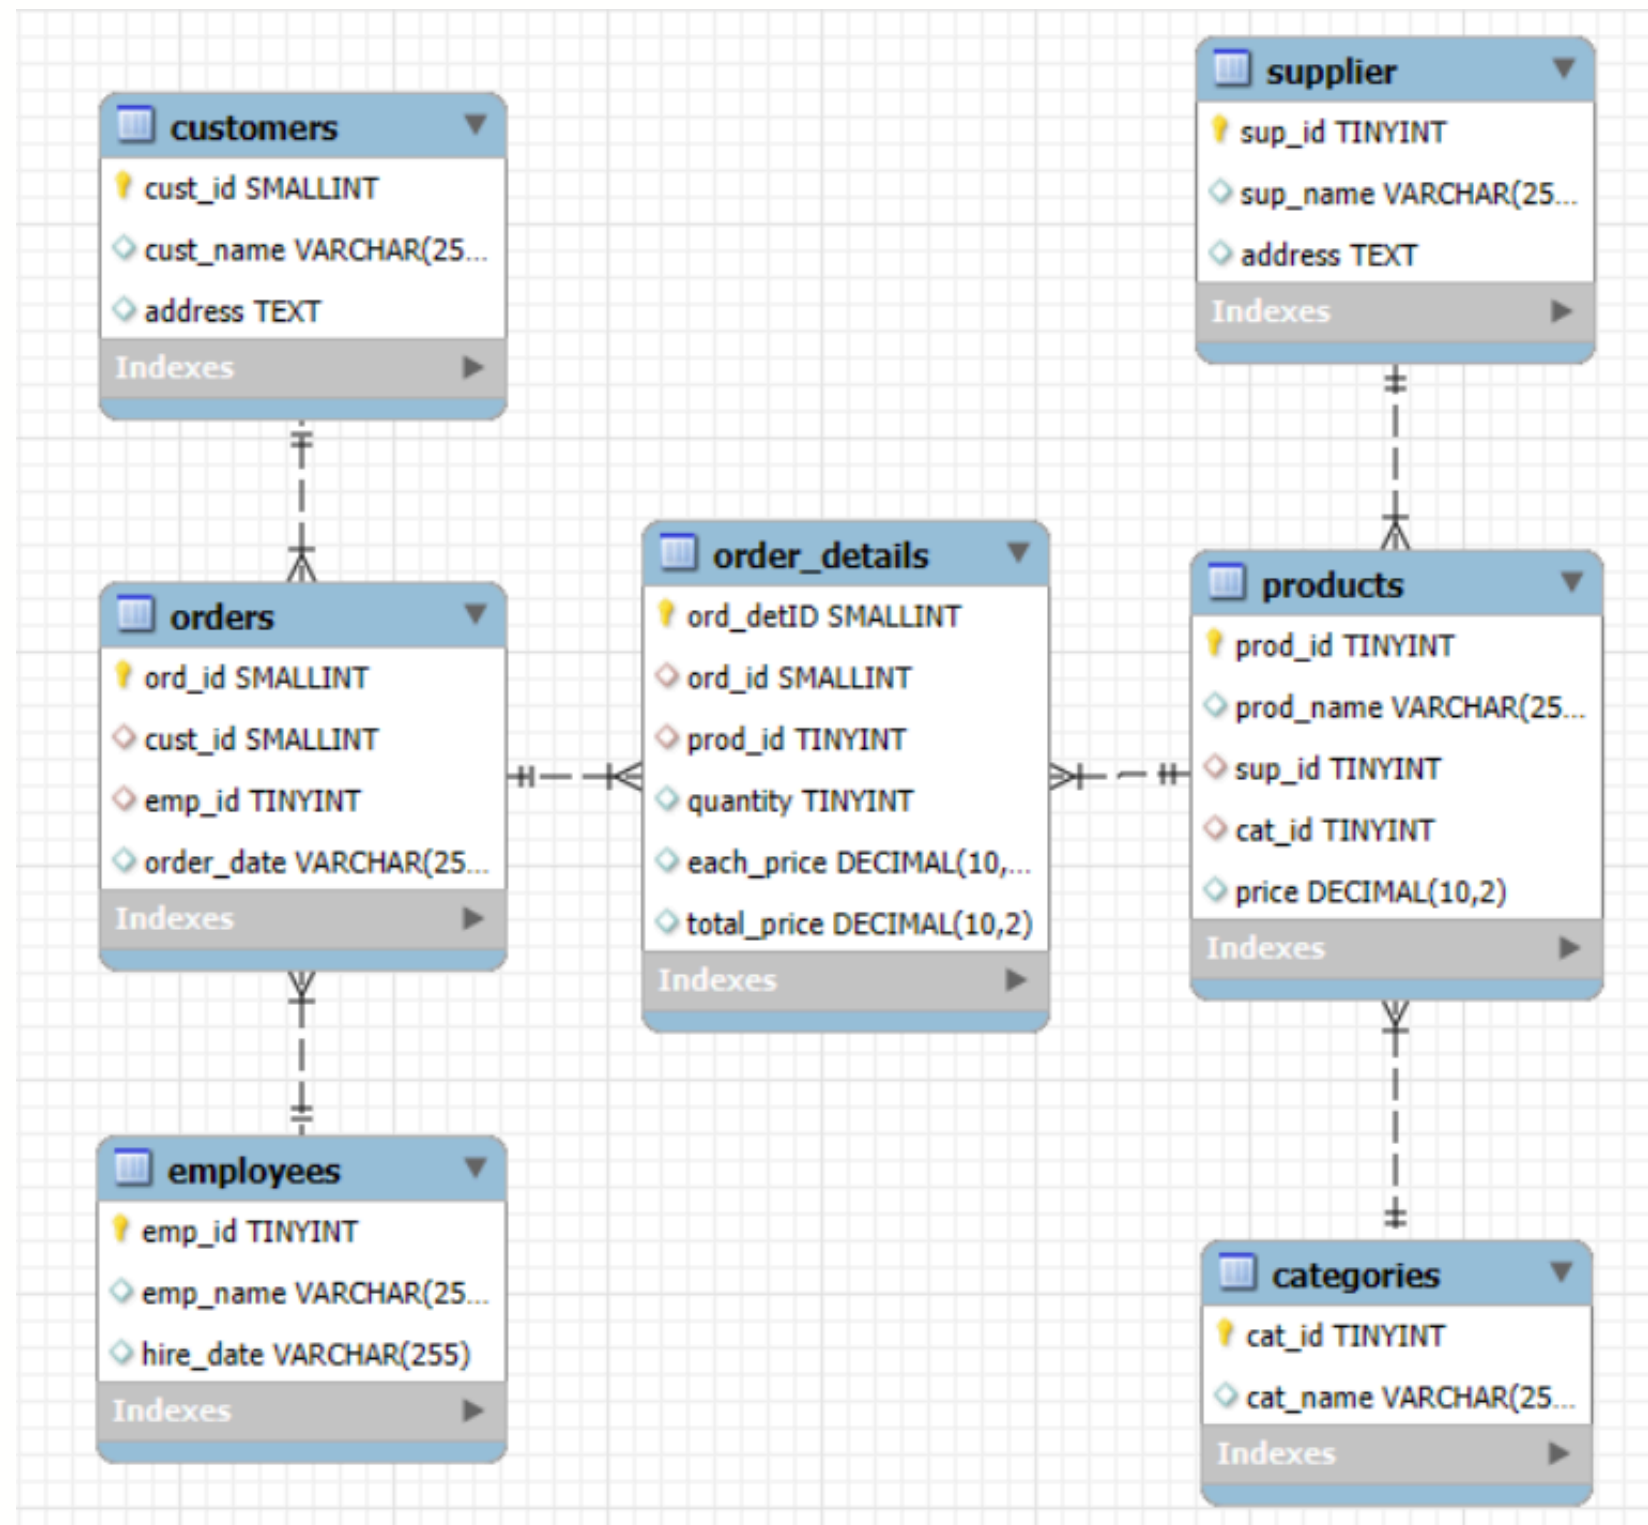 customers
cust_id SMALLINT
cust_name VARCHAR(25...
address TEXT
Indexes
supplier
sup_id TINYINT
sup_name VARCHAR(25...
address TEXT
Indexes
orders
ord_id SMALLINT
cust_id SMALLINT
emp_id TINYINT
order_date VARCHAR(25...
Indexes
order_details
ord_detID SMALLINT
ord_id SMALLINT
prod_id TINYINT
quantity TINYINT
each_price DECIMAL(10,...
total_price DECIMAL(10,2)
Indexes
products
prod_id TINYINT
prod_name VARCHAR(25...
sup_id TINYINT
cat_id TINYINT
price DECIMAL(10,2)
Indexes
employees
emp_id TINYINT
emp_name VARCHAR(25...
hire_date VARCHAR(255)
Indexes
categories
cat_id TINYINT
cat_name VARCHAR(25...
Indexes